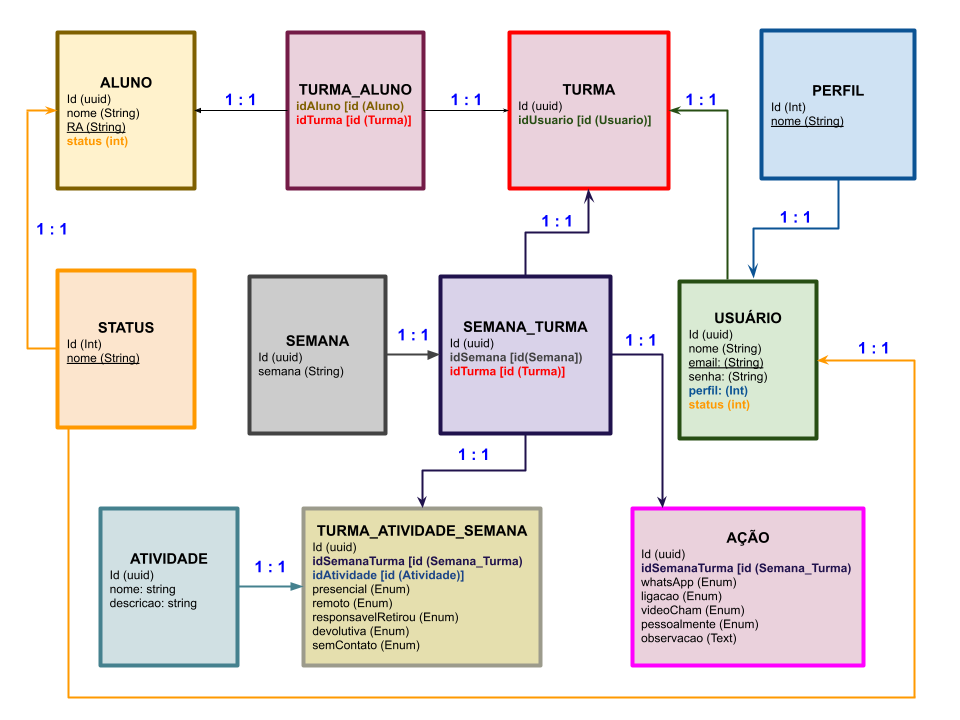 ALUNO
Id (uuid)
nome (String)
RA (String)
status (int)
1 : 1
TURMA_ALUNO
idAluno [id (Aluno)
idTurma [id (Turma)]
1 : 1
TURMA
Id (uuid)
idUsuario [id (Usuario)]
1 : 1
PERFIL
Id (Int)
nome (String)
1 : 1
1 : 1
1 : 1
STATUS
Id (Int)
nome (String)
SEMANA
Id (uuid)
semana (String)
1 : 1
SEMANA_TURMA
Id (uuid)
idSemana [id(Semana])
idTurma [id (Turma)]
1 : 1
USUÁRIO
Id (uuid)
nome (String)
email: (String)
senha: (String)
perfil: (Int)
status (int)
1 : 1
1 : 1
ATIVIDADE
Id (uuid)
nome: string
descricao: string
1 : 1
TURMA_ATIVIDADE_SEMANA
Id (uuid)
idSemanaTurma [id (Semana_Turma)
idAtividade [id (Atividade)]
presencial (Enum)
remoto (Enum)
responsavelRetirou (Enum)
devolutiva (Enum)
semContato (Enum)
AÇÃO
Id (uuid)
idSemanaTurma [id (Semana_Turma)
whatsApp (Enum)
ligacao (Enum)
videoCham (Enum)
pessoalmente (Enum)
observacao (Text)